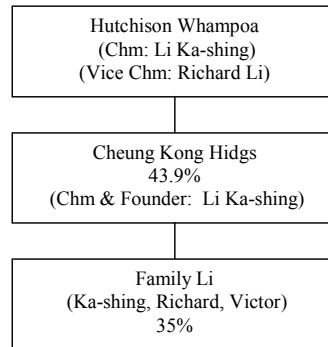 Hutchison Whampoa
(Chm: Li Ka-shing)
(Vice Chm: Richard Li)
Cheung Kong Hidgs
43.9%
(Chm & Founder:  Li Ka-shing)
Family Li
(Ka-shing, Richard, Victor)
35%